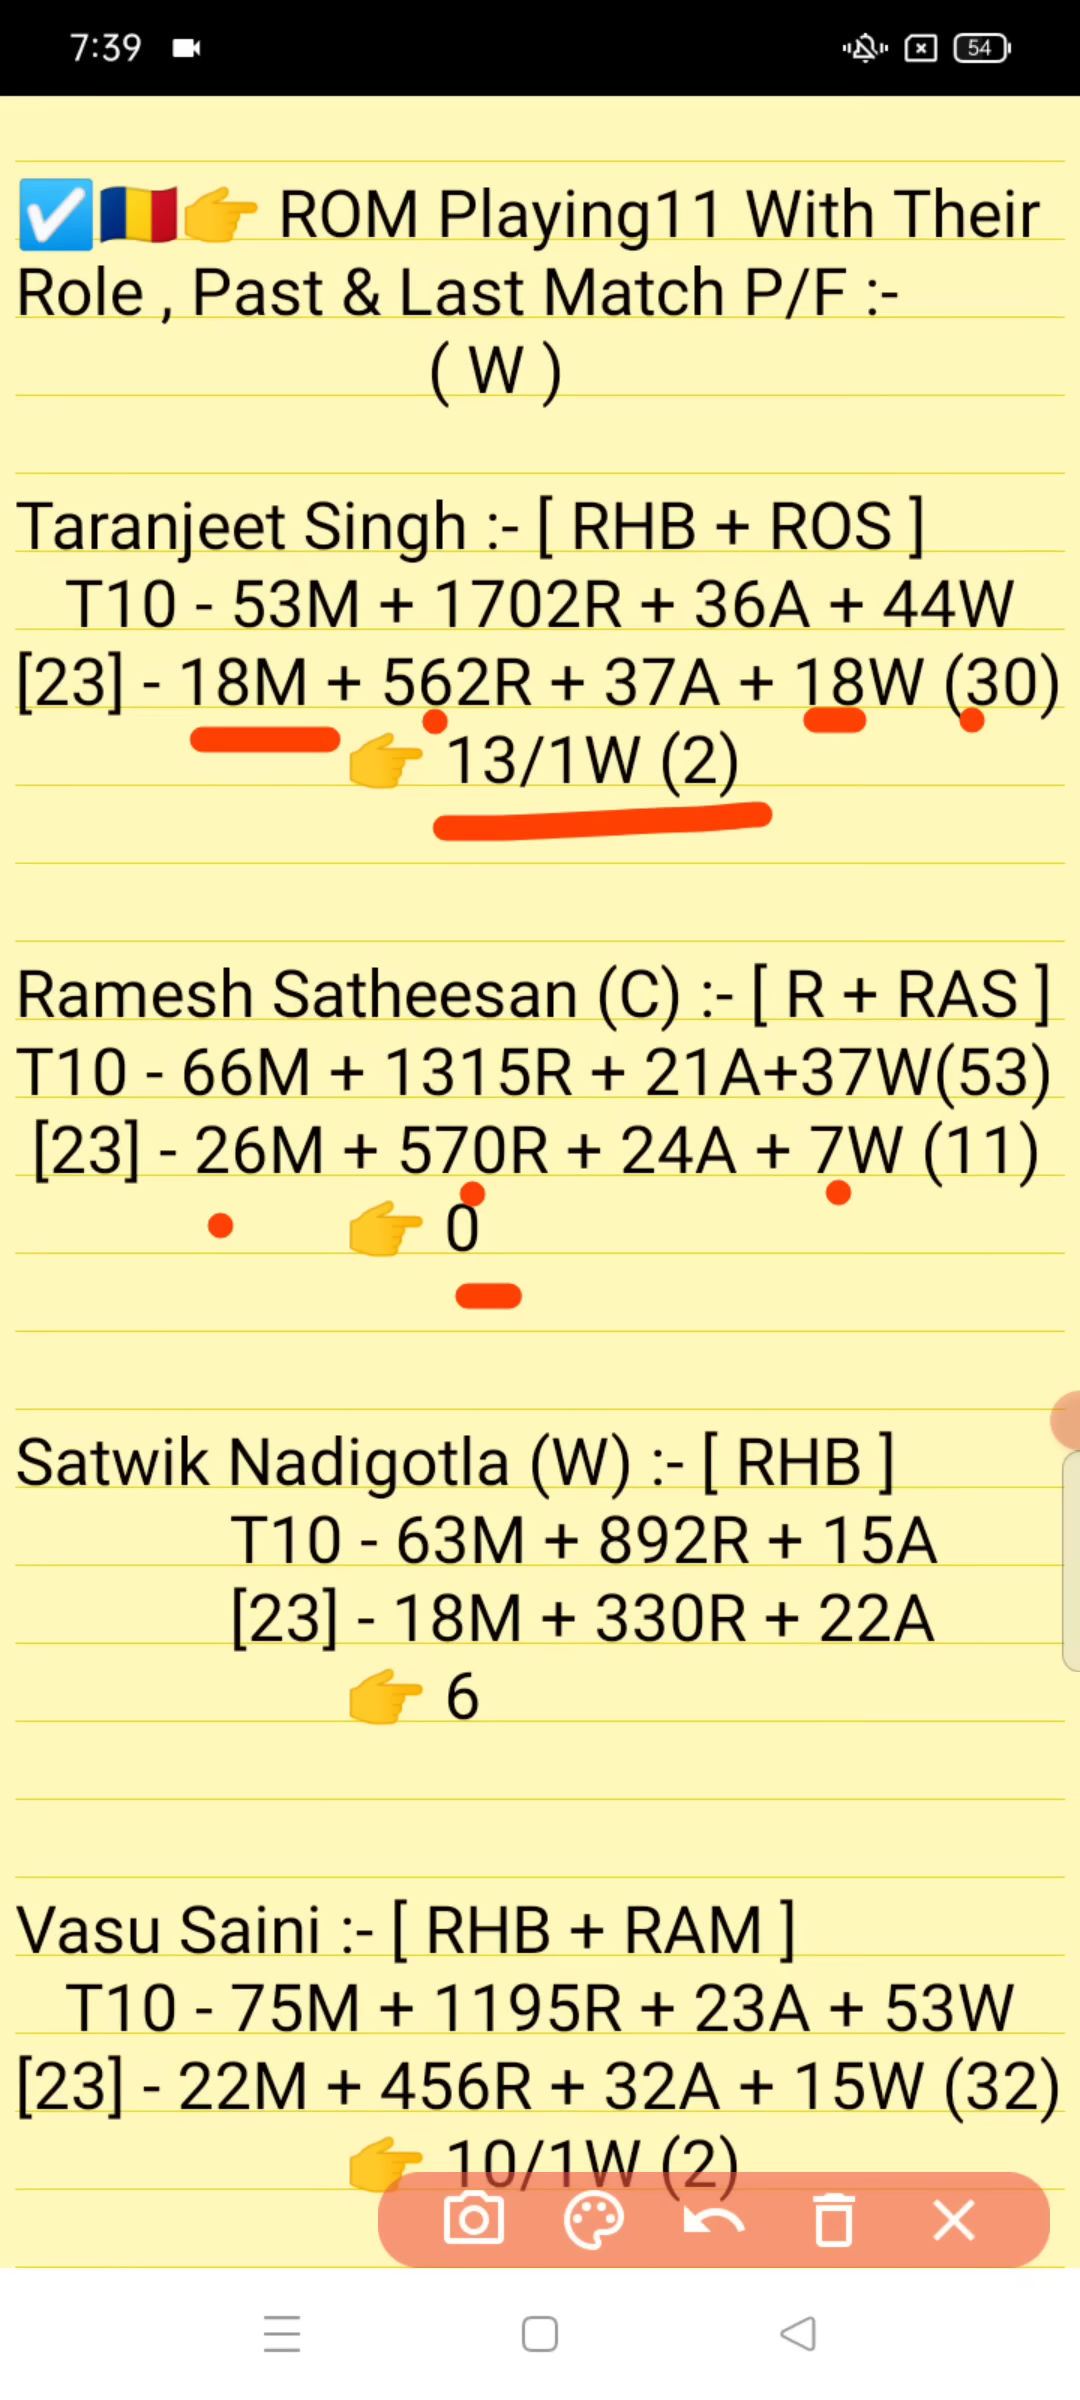 7:39
54
ROM Playing11 With Their
Role , Past & Last Match P/F :-
( W )
Taranjeet Singh :- [ RHB + ROS ]
T10 - 53M + 1702R + 36A + 44W
[23] - 18M + 562R + 37A + 18W (30)
13/1W (2)
Ramesh Satheesan (C) :- [ R + RAS ]
T10 - 66M + 1315R + 21A+37W(53)
[23] - 26M + 570R + 24A + 7W (11)
0
Satwik Nadigotla (W) :- [ RHB ]
T10 - 63M + 892R + 15A
[23] - 18M + 330R + 22A
6
Vasu Saini :- [ RHB + RAM ]
T10 - 75M + 1195R + 23A + 53W
[23] - 22M + 456R + 32A + 15W (32)
10/1W (2)